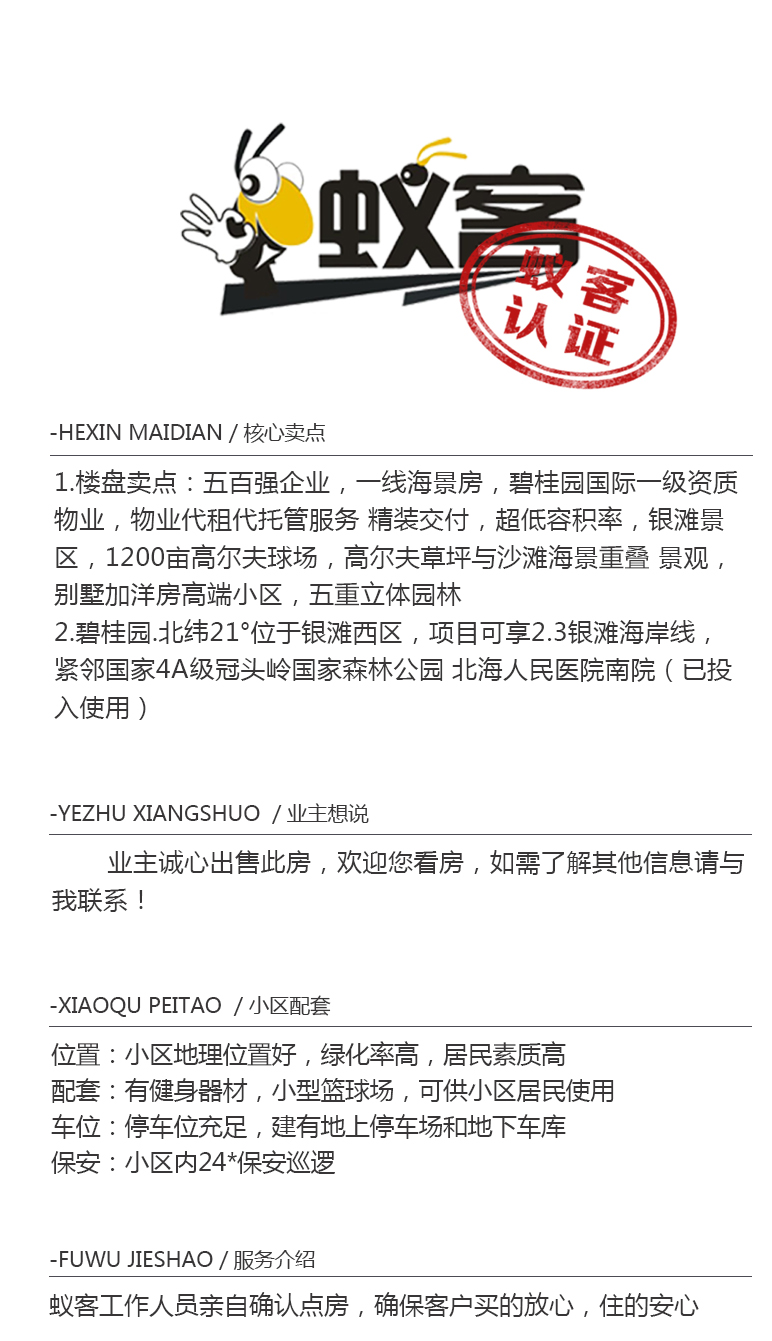 蚁客
蚁客
认证
-HEXIN MAIDIAN / 核心卖点
1.楼盘卖点：五百强企业，一线海景房，碧桂园国际一级资质
物业，物业代租代托管服务 精装交付，超低容积率，银滩景
区，1200亩高尔夫球场，高尔夫草坪与沙滩海景重叠 景观，
别墅加洋房高端小区，五重立体园林
2.碧桂园.北纬21°位于银滩西区，项目可享2.3银滩海岸线，
紧邻国家4A级冠头岭国家森林公园 北海人民医院南院（已投
入使用）
-YEZHU XIANGSHUO / 业主想说
业主诚心出售此房，欢迎您看房，如需了解其他信息请与
我联系！
-XIAOQU PEITAO / 小区配套
位置：小区地理位置好，绿化率高，居民素质高
配套：有健身器材，小型篮球场，可供小区居民使用
车位：停车位充足，建有地上停车场和地下车库
保安：小区内24*保安巡逻
-FUWU JIESHAO / 服务介绍
蚁客工作人员亲自确认点房，确保客户买的放心，住的安心